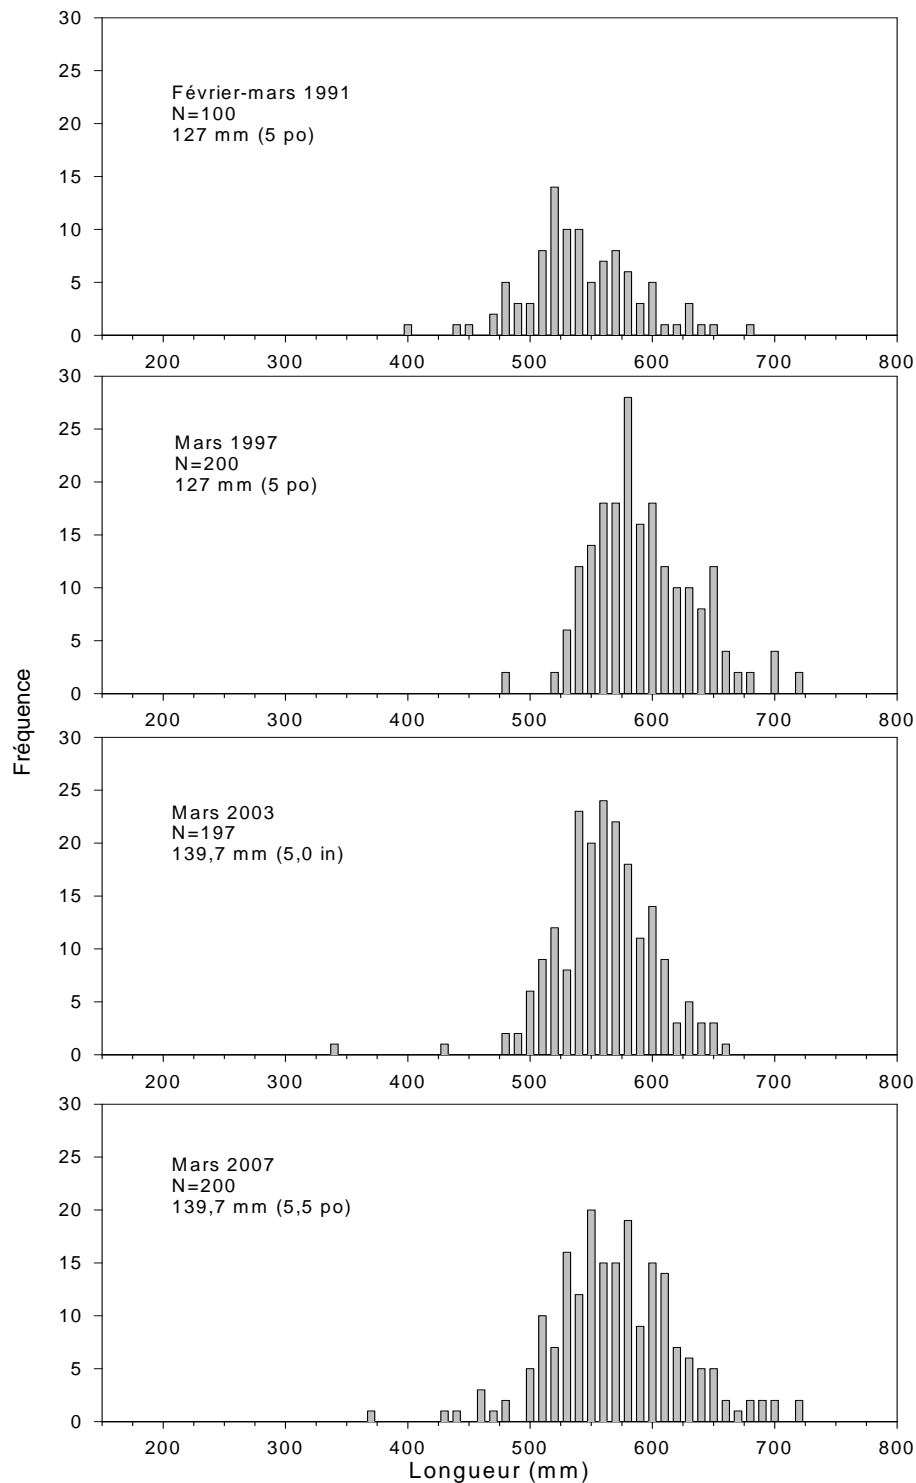 30
25
20
15
10
5
0
Février-mars 1991
N=100
127 mm (5 po)
200 300 400 500 600 700 800
30
25
20
15
10
5
0
Mars 1997
N=200
127 mm (5 po)
200 300 400 500 600 700 800
Fréquence
30
25
20
15
10
5
0
Mars 2003
N=197
139,7 mm (5,0 in)
200 300 400 500 600 700 800
30
25
20
15
10
5
0
Mars 2007
N=200
139,7 mm (5,5 po)
200 300 400 500 600 700 800
Longueur (mm)